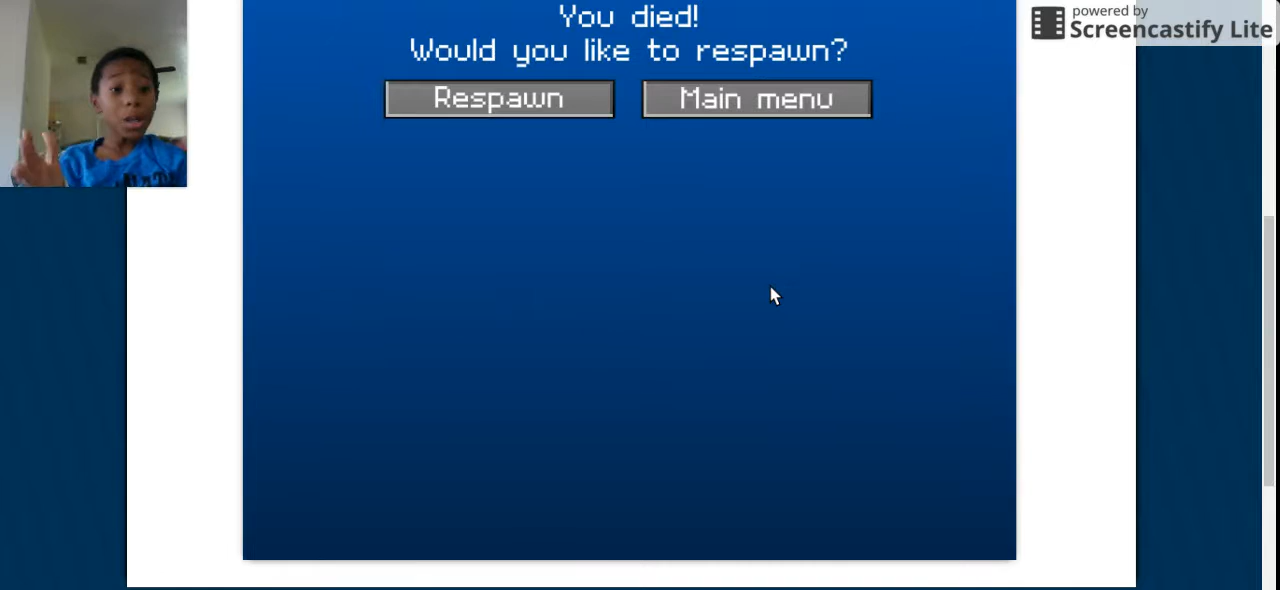 You died!
Would you like to respawn?
Respawn
Main menu
powered by
Screencastify Lite